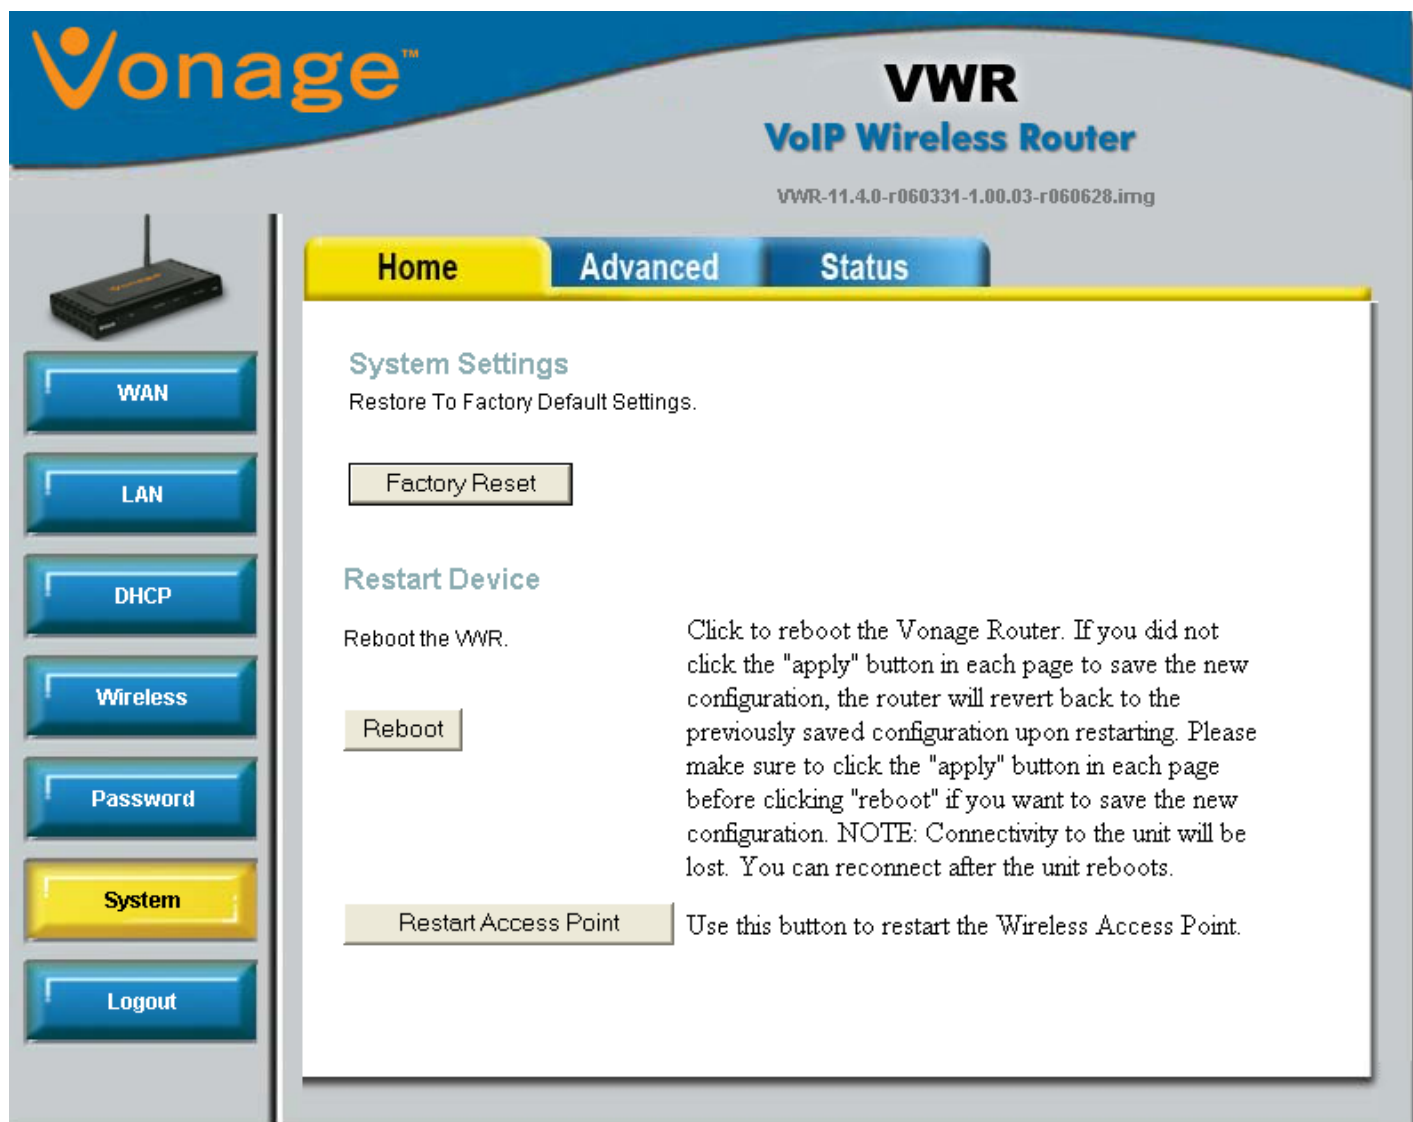 Vonage™
VWR
VoIP Wireless Router
VWR-11.4.0-r060331-1.00.03-r060628.img
Home
Advanced
Status
WAN
LAN
DHCP
Wireless
Password
System
Logout
System Settings
Restore To Factory Default Settings.
Factory Reset
Restart Device
Reboot the VWR.
Reboot
Click to reboot the Vonage Router. If you did not
click the "apply" button in each page to save the new
configuration, the router will revert back to the
previously saved configuration upon restarting. Please
make sure to click the "apply" button in each page
before clicking "reboot" if you want to save the new
configuration. NOTE: Connectivity to the unit will be
lost. You can reconnect after the unit reboots.
Restart Access Point
Use this button to restart the Wireless Access Point.